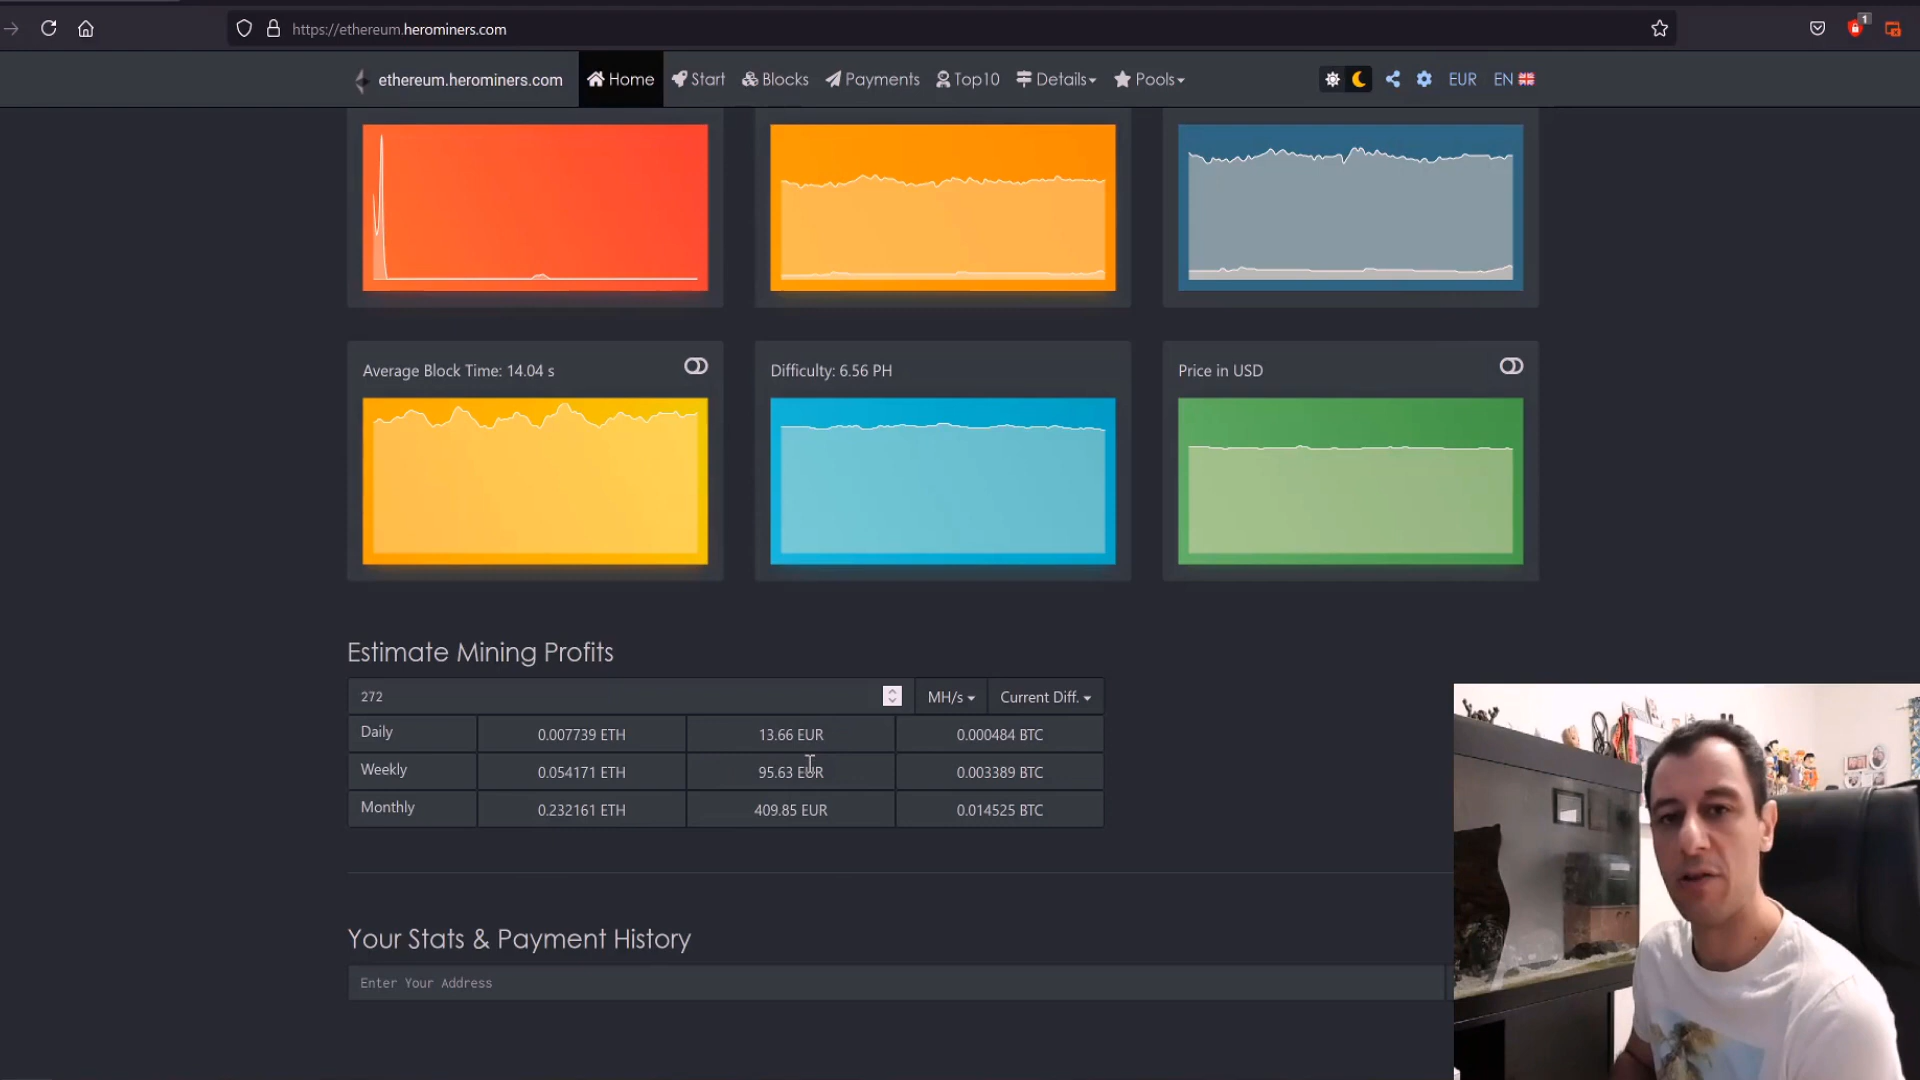 https://ethereum.herominers.com
1
ethereum.herominers.com Home Start Blocks Payments Top10 Details Pools EUR EN
Average Block Time: 14.04 s
Difficulty: 6.56 PH
Price in USD
Estimate Mining Profits
272 MH/s Current Diff.
Daily 0.007739 ETH 13.66 EUR 0.000484 BTC
Weekly 0.054171 ETH 95.63 EUR 0.003389 BTC
Monthly 0.232161 ETH 409.85 EUR 0.014525 BTC
Your Stats & Payment History
Enter Your Address